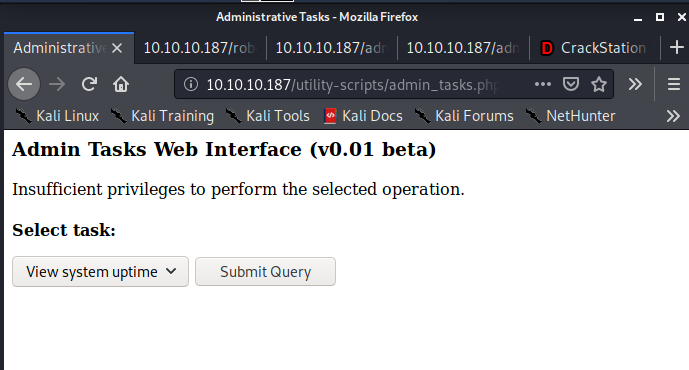 Administrative Tasks - Mozilla Firefox
Administrative
10.10.10.187/rob
10.10.10.187/adm
10.10.10.187/adm
CrackStation
10.10.10.187/utility-scripts/admin_tasks.php
Kali Linux
Kali Training
Kali Tools
Kali Docs
Kali Forums
NetHunter
Admin Tasks Web Interface (v0.01 beta)
Insufficient privileges to perform the selected operation.
Select task:
View system uptime
Submit Query